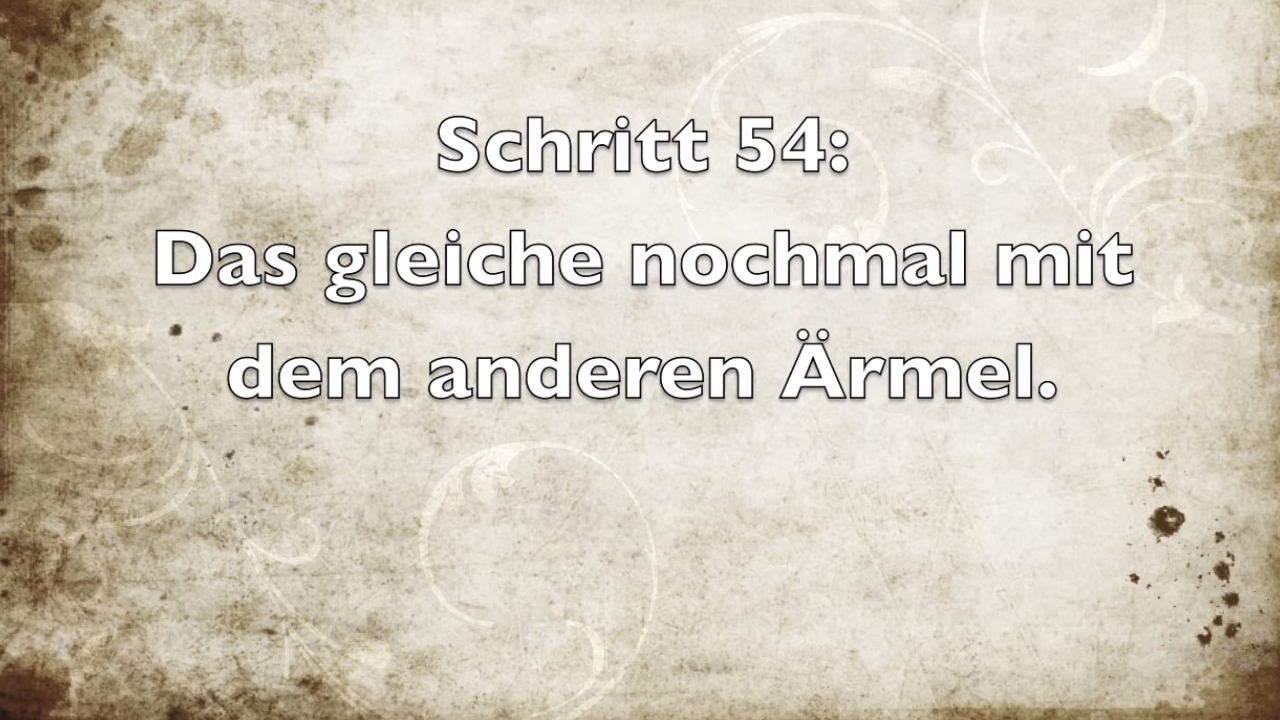 Schritt 54:
Das gleiche nochmal mit
dem anderen Ärmel.